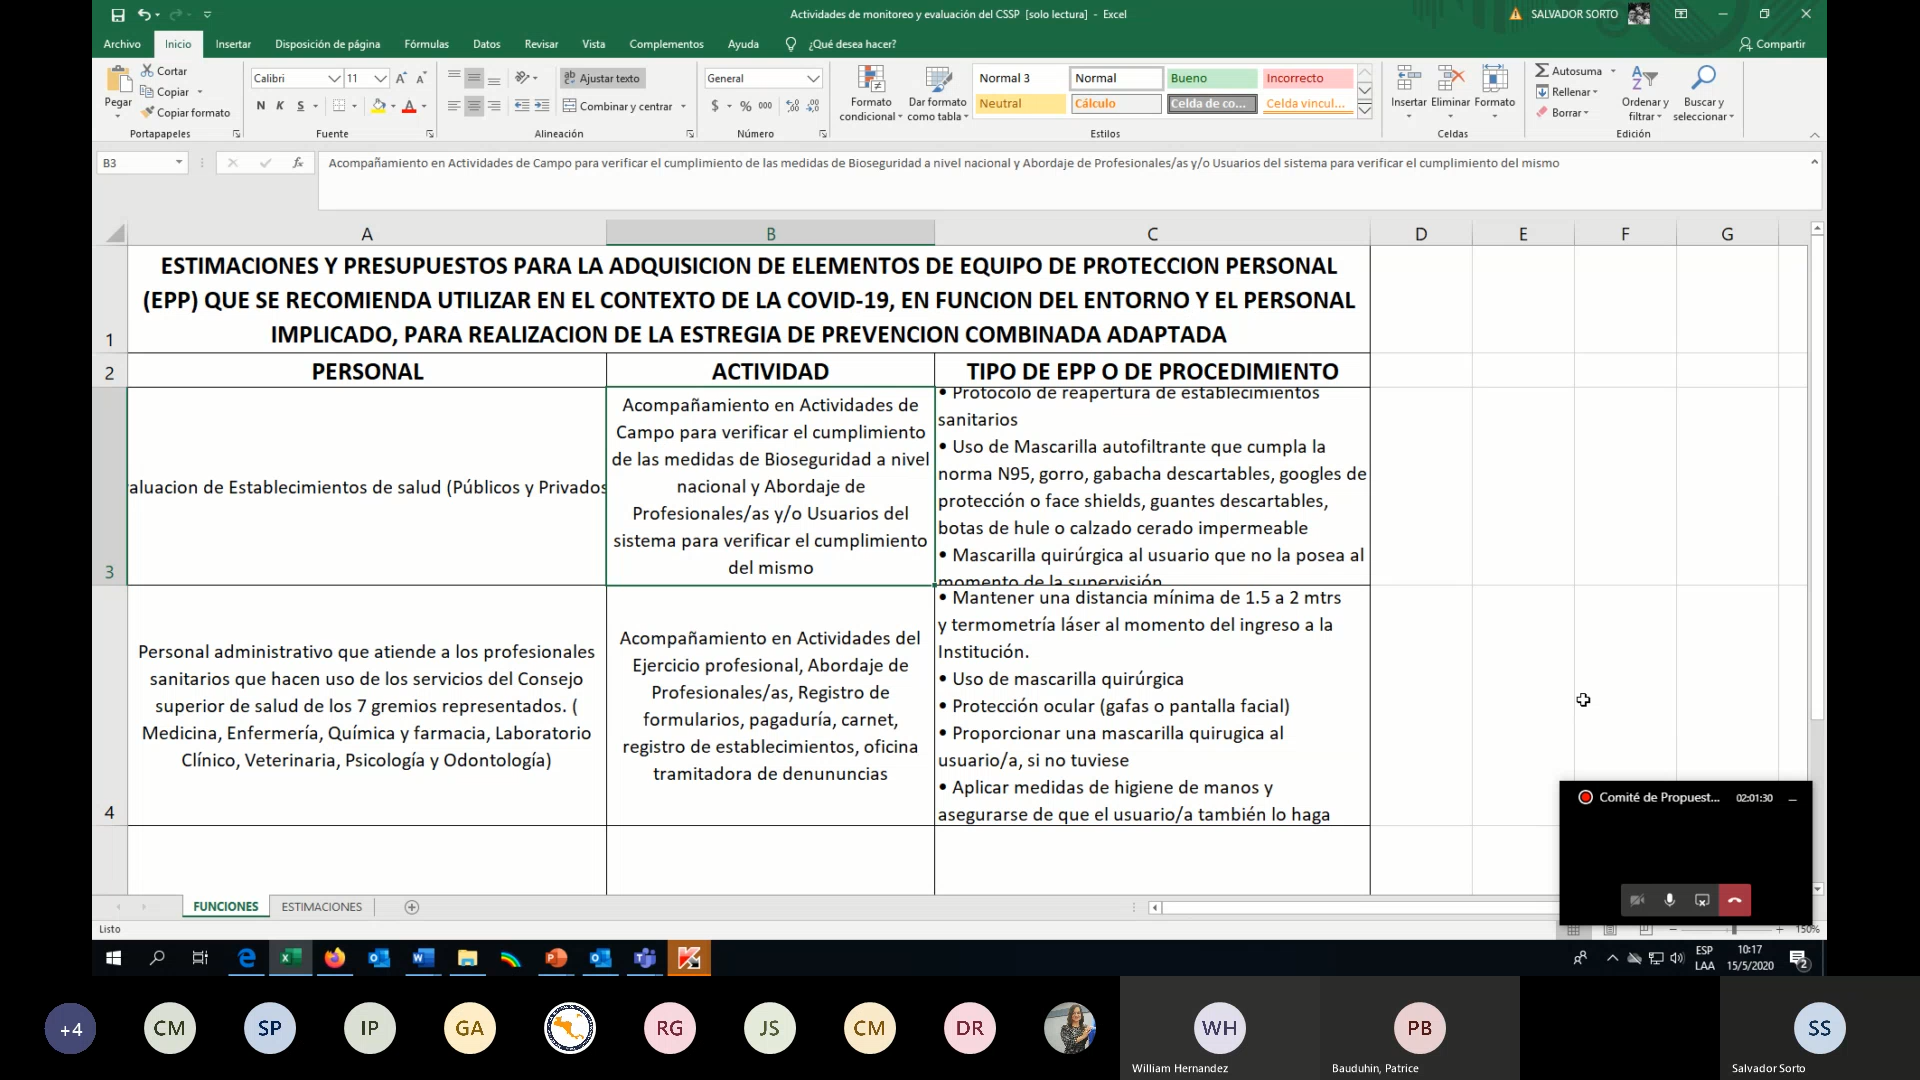 Actividades de monitoreo y evaluación del CSSP [solo lectura] - Excel
SALVADOR SORTO
Archivo Inicio Insertar Disposición de página Fórmulas Datos Revisar Vista Complementos Ayuda ¿Qué desea hacer? Compartir
Pegar
Cortar
Copiar
Copiar formato
Portapapeles
Calibri 11
N K S
Fuente
Ajustar texto
Combinar y centrar
Alineación
General
$ % 000
Número
Formato condicional
Dar formato como tabla
Normal 3 Normal Bueno Incorrecto
Neutral Cálculo Celda de co... Celda vincul...
Estilos
Insertar Eliminar Formato
Celdas
Autosuma
Rellenar
Borrar
Ordenar y filtrar
Buscar y seleccionar
Edición
B3
fx
Acompañamiento en Actividades de Campo para verificar el cumplimiento de las medidas de Bioseguridad a nivel nacional y Abordaje de Profesionales/as y/o Usuarios del sistema para verificar el cumplimiento del mismo
A B C D E F G
1
ESTIMACIONES Y PRESUPUESTOS PARA LA ADQUISICION DE ELEMENTOS DE EQUIPO DE PROTECCION PERSONAL
(EPP) QUE SE RECOMIENDA UTILIZAR EN EL CONTEXTO DE LA COVID-19, EN FUNCION DEL ENTORNO Y EL PERSONAL
IMPLICADO, PARA REALIZACION DE LA ESTREGIA DE PREVENCION COMBINADA ADAPTADA
2
PERSONAL
ACTIVIDAD
TIPO DE EPP O DE PROCEDIMIENTO
3
aluacion de Establecimientos de salud (Públicos y Privados
Acompañamiento en Actividades de
Campo para verificar el cumplimiento
de las medidas de Bioseguridad a nivel
nacional y Abordaje de
Profesionales/as y/o Usuarios del
sistema para verificar el cumplimiento
del mismo
• Protocolo de reapertura de establecimientos
sanitarios
• Uso de Mascarilla autofiltrante que cumpla la
norma N95, gorro, gabacha descartables, googles de
protección o face shields, guantes descartables,
botas de hule o calzado cerado impermeable
• Mascarilla quirúrgica al usuario que no la posea al
momento de la supervisión
4
Personal administrativo que atiende a los profesionales
sanitarios que hacen uso de los servicios del Consejo
superior de salud de los 7 gremios representados. (
Medicina, Enfermería, Química y farmacia, Laboratorio
Clínico, Veterinaria, Psicología y Odontología)
Acompañamiento en Actividades del
Ejercicio profesional, Abordaje de
Profesionales/as, Registro de
formularios, pagaduría, carnet,
registro de establecimientos, oficina
tramitadora de denununcias
• Mantener una distancia mínima de 1.5 a 2 mtrs
y termometría láser al momento del ingreso a la
Institución.
• Uso de mascarilla quirúrgica
• Protección ocular (gafas o pantalla facial)
• Proporcionar una mascarilla quirugica al
usuario/a, si no tuviese
• Aplicar medidas de higiene de manos y
asegurarse de que el usuario/a también lo haga
Comité de Propuest... 02:01:30
FUNCIONES ESTIMACIONES
Listo
150%
ESP
LAA
10:17
15/5/2020
2
+4 CM SP IP GA RG JS CM DR WH PB SS
William Hernandez
Bauduhin, Patrice
Salvador Sorto